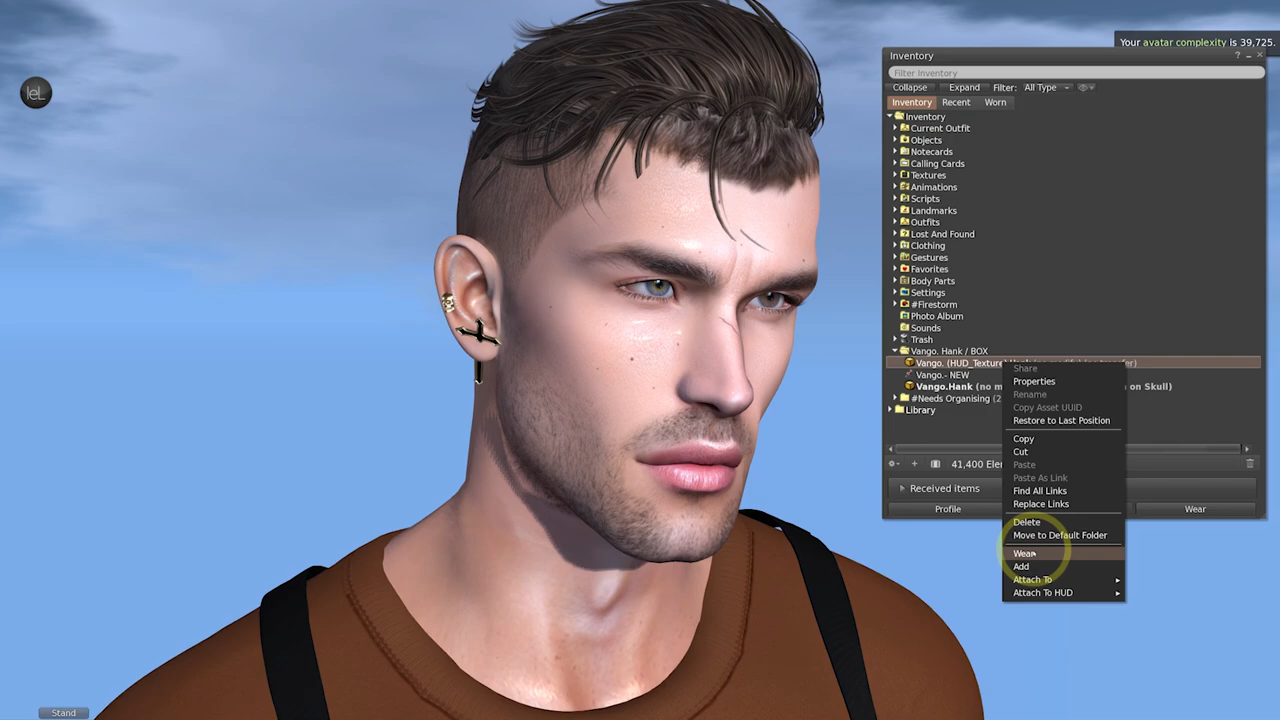 Your avatar complexity is 39,725.
Inventory
Filter Inventory
Collapse Expand Filter: All Type
Inventory Recent Worn
Inventory
Current Outfit
Objects
Notecards
Calling Cards
Textures
Animations
Scripts
Landmarks
Outfits
Lost And Found
Clothing
Gestures
Favorites
Body Parts
Settings
#Firestorm
Photo Album
Sounds
Trash
Vango. Hank / BOX
Vango. (HUD_Texture)
Vango.- NEW
Vango.Hank (no m on Skull)
#Needs Organising (2
Library
41,400 Ele
Received items
Profile
Wear
Share
Properties
Rename
Copy Asset UUID
Restore to Last Position
Copy
Cut
Paste
Paste As Link
Find All Links
Replace Links
Delete
Move to Default Folder
Wear
Add
Attach To
Attach To HUD
leL
Stand